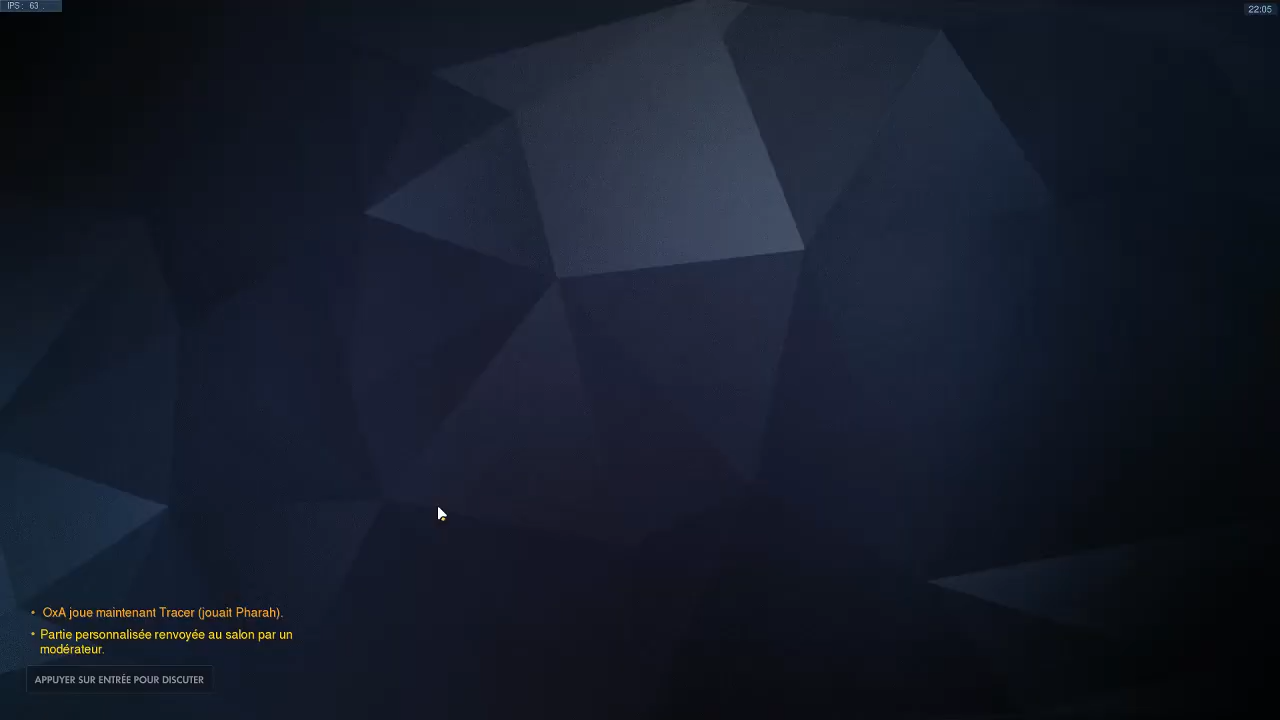 IPS: 63 .
22:05
• OxA joue maintenant Tracer (jouait Pharah).
• Partie personnalisée renvoyée au salon par un
modérateur.
APPUYER SUR ENTRÉE POUR DISCUTER